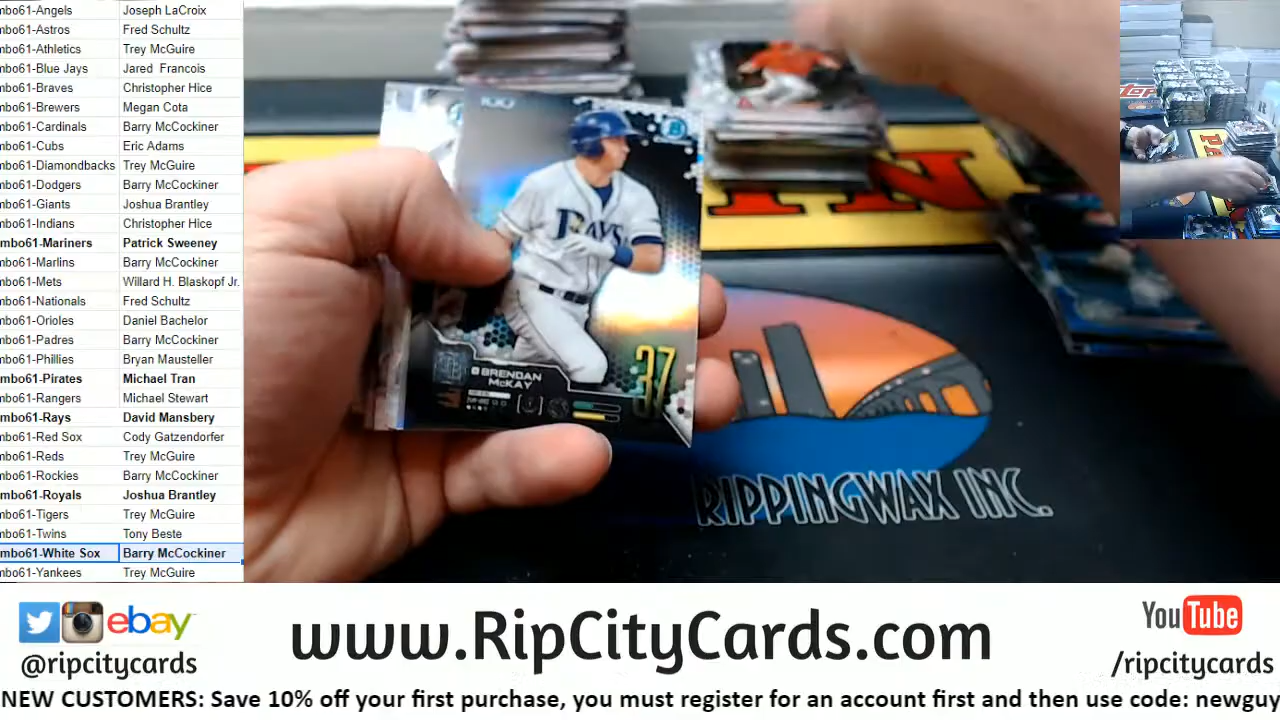 mbo61-Angels Joseph LaCroix
mbo61-Astros Fred Schultz
mbo61-Athletics Trey McGuire
mbo61-Blue Jays Jared Francois
mbo61-Braves Christopher Hice
mbo61-Brewers Megan Cota
mbo61-Cardinals Barry McCockiner
mbo61-Cubs Eric Adams
mbo61-Diamondbacks Trey McGuire
mbo61-Dodgers Barry McCockiner
mbo61-Giants Joshua Brantley
mbo61-Indians Christopher Hice
mbo61-Mariners Patrick Sweeney
mbo61-Marlins Barry McCockiner
mbo61-Mets Willard H. Blaskopf Jr.
mbo61-Nationals Fred Schultz
mbo61-Orioles Daniel Bachelor
mbo61-Padres Barry McCockiner
mbo61-Phillies Bryan Mausteller
mbo61-Pirates Michael Tran
mbo61-Rangers Michael Stewart
mbo61-Rays David Mansbery
mbo61-Red Sox Cody Gatzendorfer
mbo61-Reds Trey McGuire
mbo61-Rockies Barry McCockiner
mbo61-Royals Joshua Brantley
mbo61-Tigers Trey McGuire
mbo61-Twins Tony Beste
mbo61-White Sox Barry McCockiner
mbo61-Yankees Trey McGuire
RAYS
BRENDAN
McKAY
37
RIPPINGWAX INC.
ebay
@ripcitycards
www.RipCityCards.com
YouTube
/ripcitycards
NEW CUSTOMERS: Save 10% off your first purchase, you must register for an account first and then use code: newguy